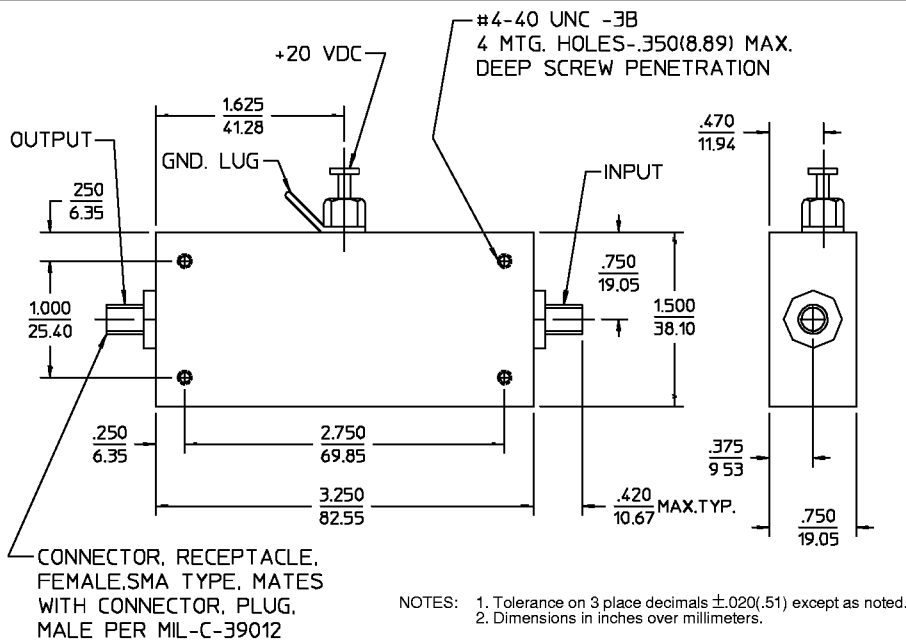 #4-40 UNC -3B
4 MTG. HOLES-.350(8.89) MAX.
DEEP SCREW PENETRATION
+20 VDC
1.625
41.28
.470
11.94
OUTPUT
GND. LUG
INPUT
.250
6.35
.750
19.05
1.000
25.40
1.500
38.10
.250
6.35
2.750
69.85
.375
9 53
3.250
82.55
.420
10.67
MAX.TYP.
.750
19.05
CONNECTOR, RECEPTACLE,
FEMALE,SMA TYPE, MATES
WITH CONNECTOR, PLUG,
MALE PER MIL-C-39012
NOTES: 1. Tolerance on 3 place decimals ±.020(.51) except as noted.
2. Dimensions in inches over millimeters.